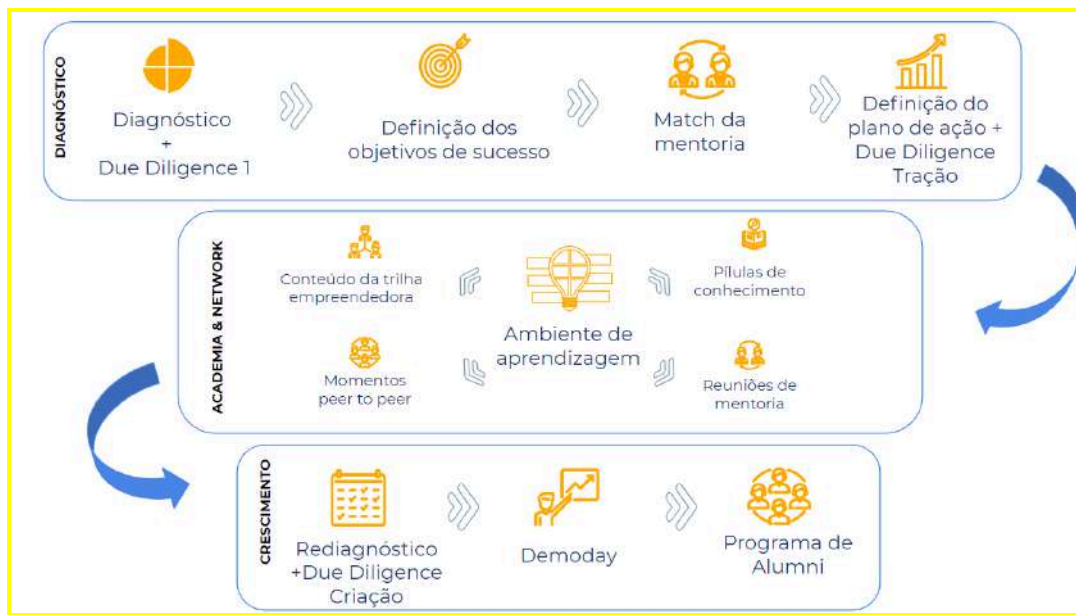 DIAGNÓSTICO
Diagnóstico
+
Due Diligence 1
Definição dos
objetivos de sucesso
Match da
mentoria
Definição do
plano de ação +
Due Diligence
Tração
ACADEMIA & NETWORK
Conteúdo da trilha
empreendedora
Pílulas de
conhecimento
Ambiente de
aprendizagem
Momentos
peer to peer
Reuniões de
mentoria
CRESCIMENTO
Rediagnóstico
+Due Diligence
Criação
Demoday
Programa de
Alumni